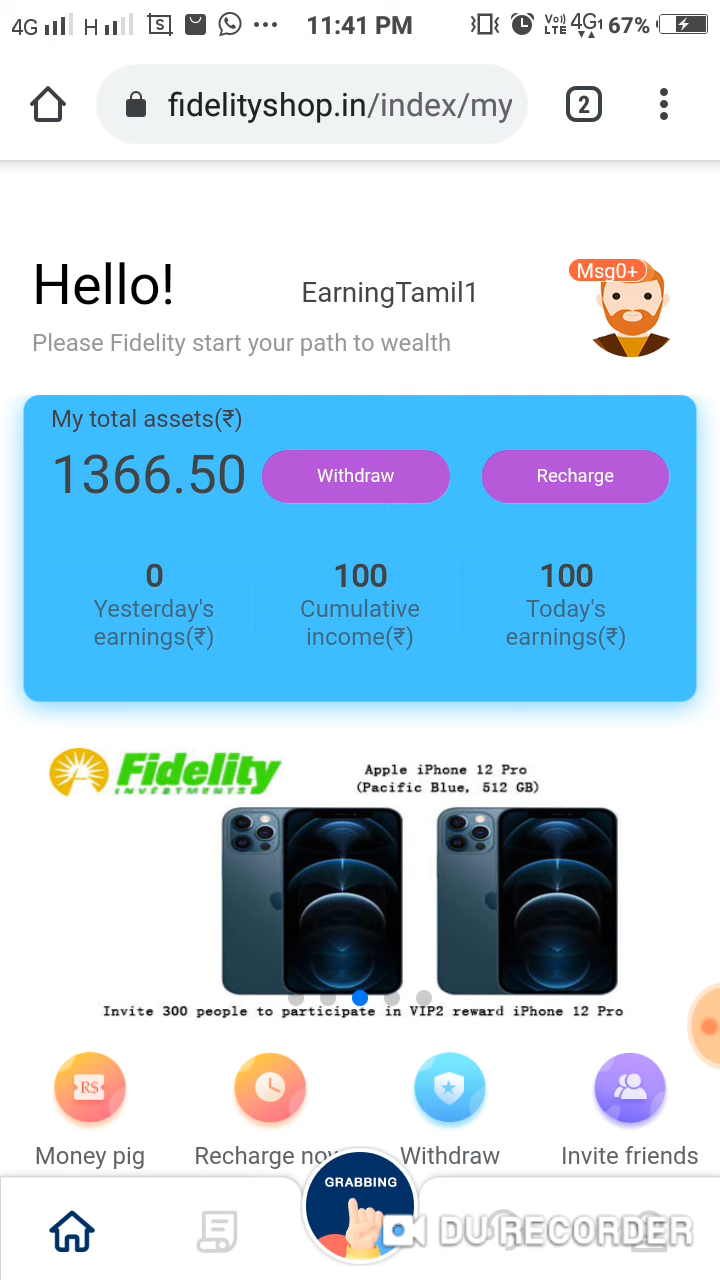 4G H S 11:41 PM Vo)) LTE 4G1 67%
fidelityshop.in/index/my
2
Msg0+
Hello!
EarningTamil1
Please Fidelity start your path to wealth
My total assets(₹)
1366.50
Withdraw
Recharge
0
Yesterday's
earnings(₹)
100
Cumulative
income(₹)
100
Today's
earnings(₹)
Fidelity
INVESTMENTS
Apple iPhone 12 Pro
(Pacific Blue, 512 GB)
Invite 300 people to participate in VIP2 reward iPhone 12 Pro
R$
Money pig
Recharge now
Withdraw
Invite friends
GRABBING
DU RECORDER